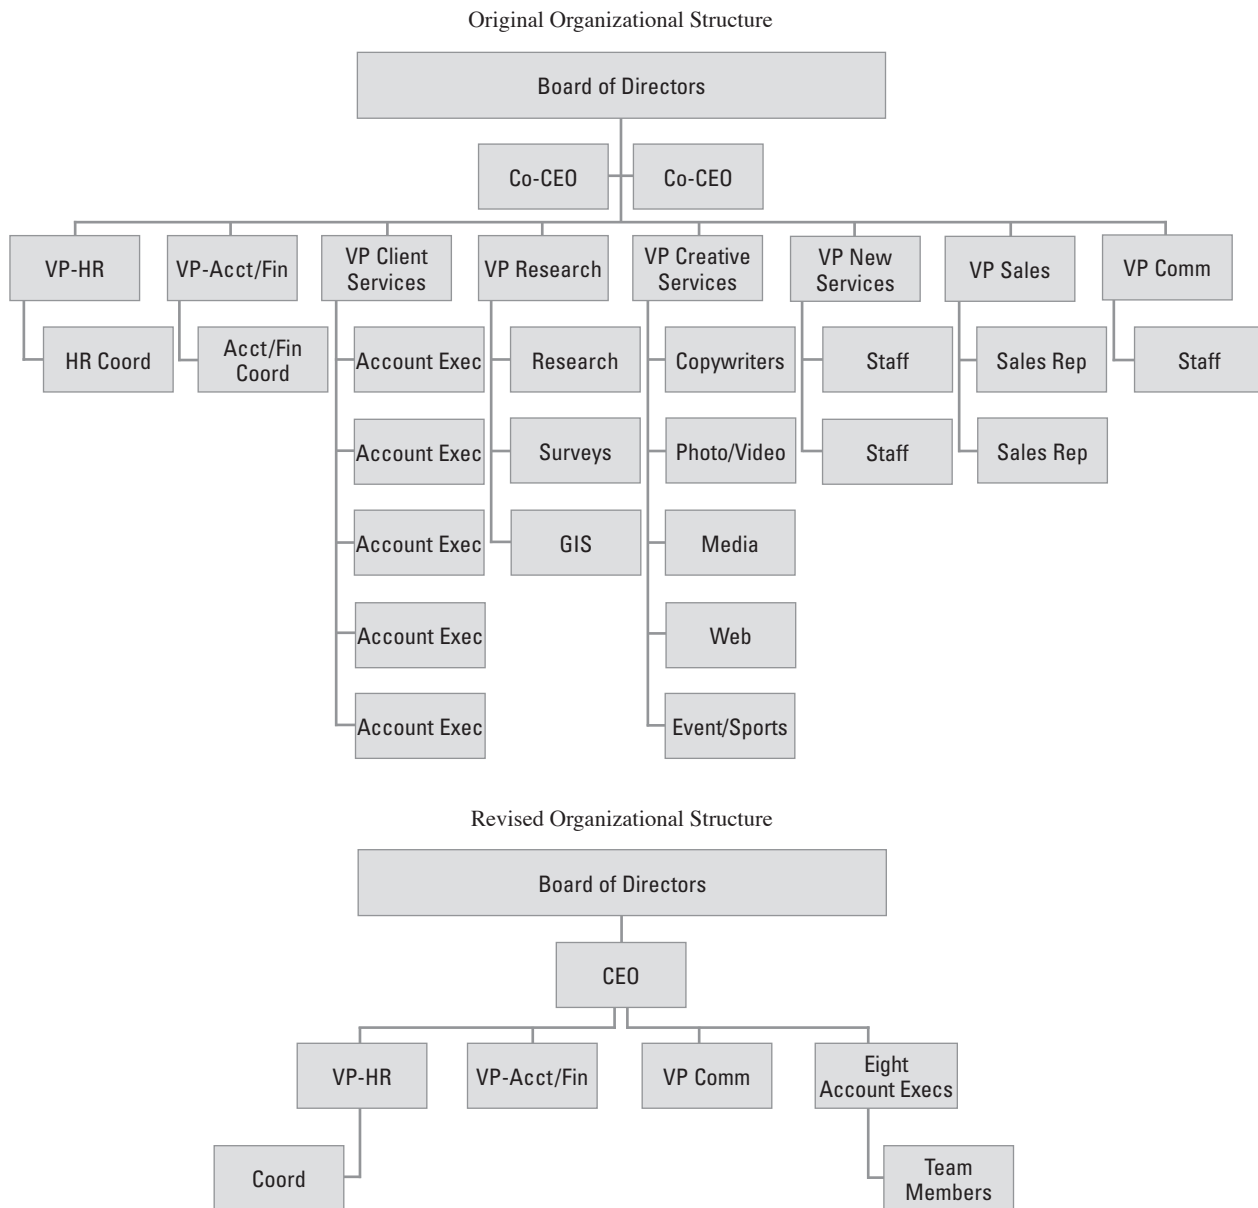 Original Organizational Structure
Board of Directors
Co-CEO
Co-CEO
VP-HR
VP-Acct/Fin
VP Client
Services
VP Research
VP Creative
Services
VP New
Services
VP Sales
VP Comm
HR Coord
Acct/Fin
Coord
Account Exec
Research
Copywriters
Staff
Sales Rep
Staff
Account Exec
Surveys
Photo/Video
Staff
Sales Rep
Account Exec
GIS
Media
Account Exec
Web
Account Exec
Event/Sports
Revised Organizational Structure
Board of Directors
CEO
VP-HR
VP-Acct/Fin
VP Comm
Eight
Account Execs
Coord
Team
Members